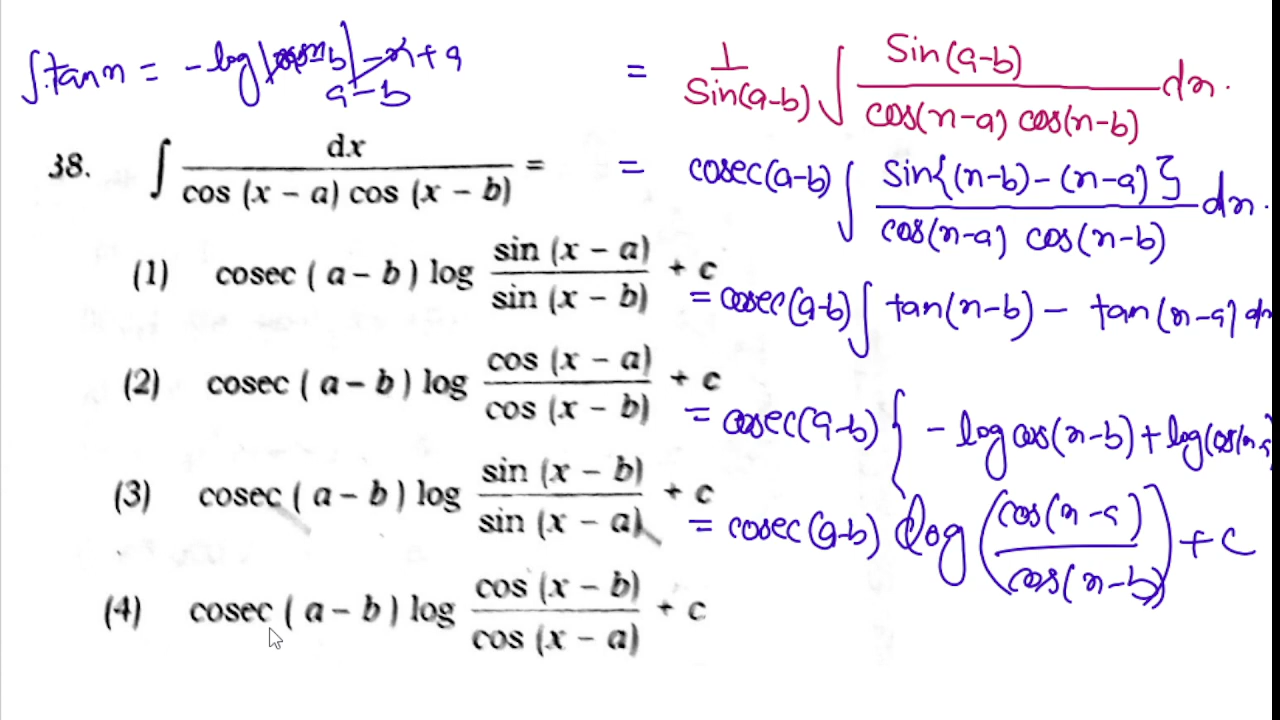 ∫tan x = -log|cos x| - x + a
a - b
= 1/Sin(a-b) ∫ Sin(a-b)/cos(x-a) cos(x-b) dx.
38. ∫ dx/cos (x – a) cos (x – b) =
= cosec(a-b) ∫ Sin{(x-b) - (x-a)}/cos(x-a) cos(x-b) dx.
(1) cosec ( a – b ) log sin (x – a)/sin (x – b) + c
= cosec(a-b) ∫ tan(x-b) - tan(x-a) dx
(2) cosec ( a – b ) log cos (x – a)/cos (x – b) + c
= cosec(a-b) { - log cos(x-b) + log(cos(x-a)
(3) cosec ( a – b ) log sin (x – b)/sin (x – a) + c
= cosec(a-b) log (cos(x-a)/cos(x-b)) + c
(4) cosec ( a – b ) log cos (x – b)/cos (x – a) + c